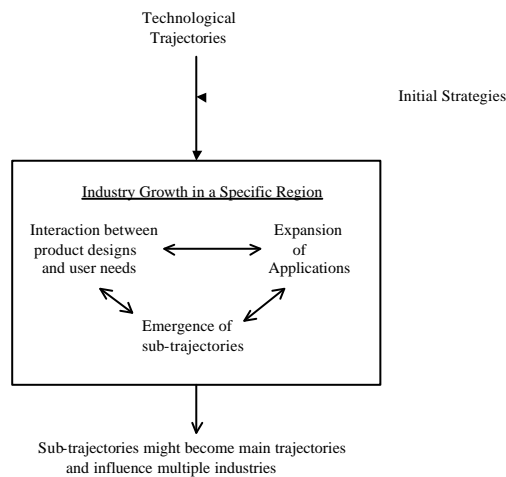 Technological
Trajectories
Initial Strategies
Industry Growth in a Specific Region
Interaction between
product designs
and user needs
Expansion
of
Applications
Emergence of
sub-trajectories
Sub-trajectories might become main trajectories
and influence multiple industries